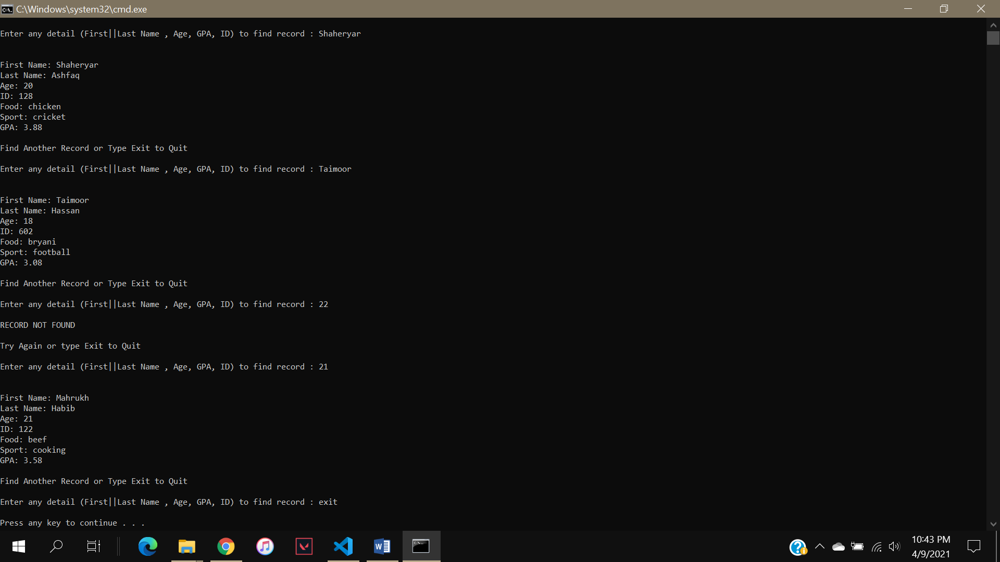 C:\Windows\system32\cmd.exe
Enter any detail (First||Last Name , Age, GPA, ID) to find record : Shaheryar
First Name: Shaheryar
Last Name: Ashfaq
Age: 20
ID: 128
Food: chicken
Sport: cricket
GPA: 3.88
Find Another Record or Type Exit to Quit
Enter any detail (First||Last Name , Age, GPA, ID) to find record : Taimoor
First Name: Taimoor
Last Name: Hassan
Age: 18
ID: 602
Food: bryani
Sport: football
GPA: 3.08
Find Another Record or Type Exit to Quit
Enter any detail (First||Last Name , Age, GPA, ID) to find record : 22
RECORD NOT FOUND
Try Again or type Exit to Quit
Enter any detail (First||Last Name , Age, GPA, ID) to find record : 21
First Name: Mahrukh
Last Name: Habib
Age: 21
ID: 122
Food: beef
Sport: cooking
GPA: 3.58
Find Another Record or Type Exit to Quit
Enter any detail (First||Last Name , Age, GPA, ID) to find record : exit
Press any key to continue . . .
10:43 PM
4/9/2021